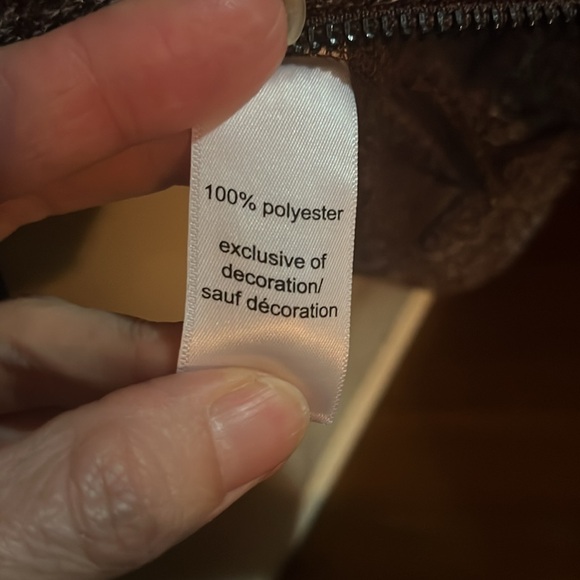 100% polyester
exclusive of
decoration/
sauf décoration